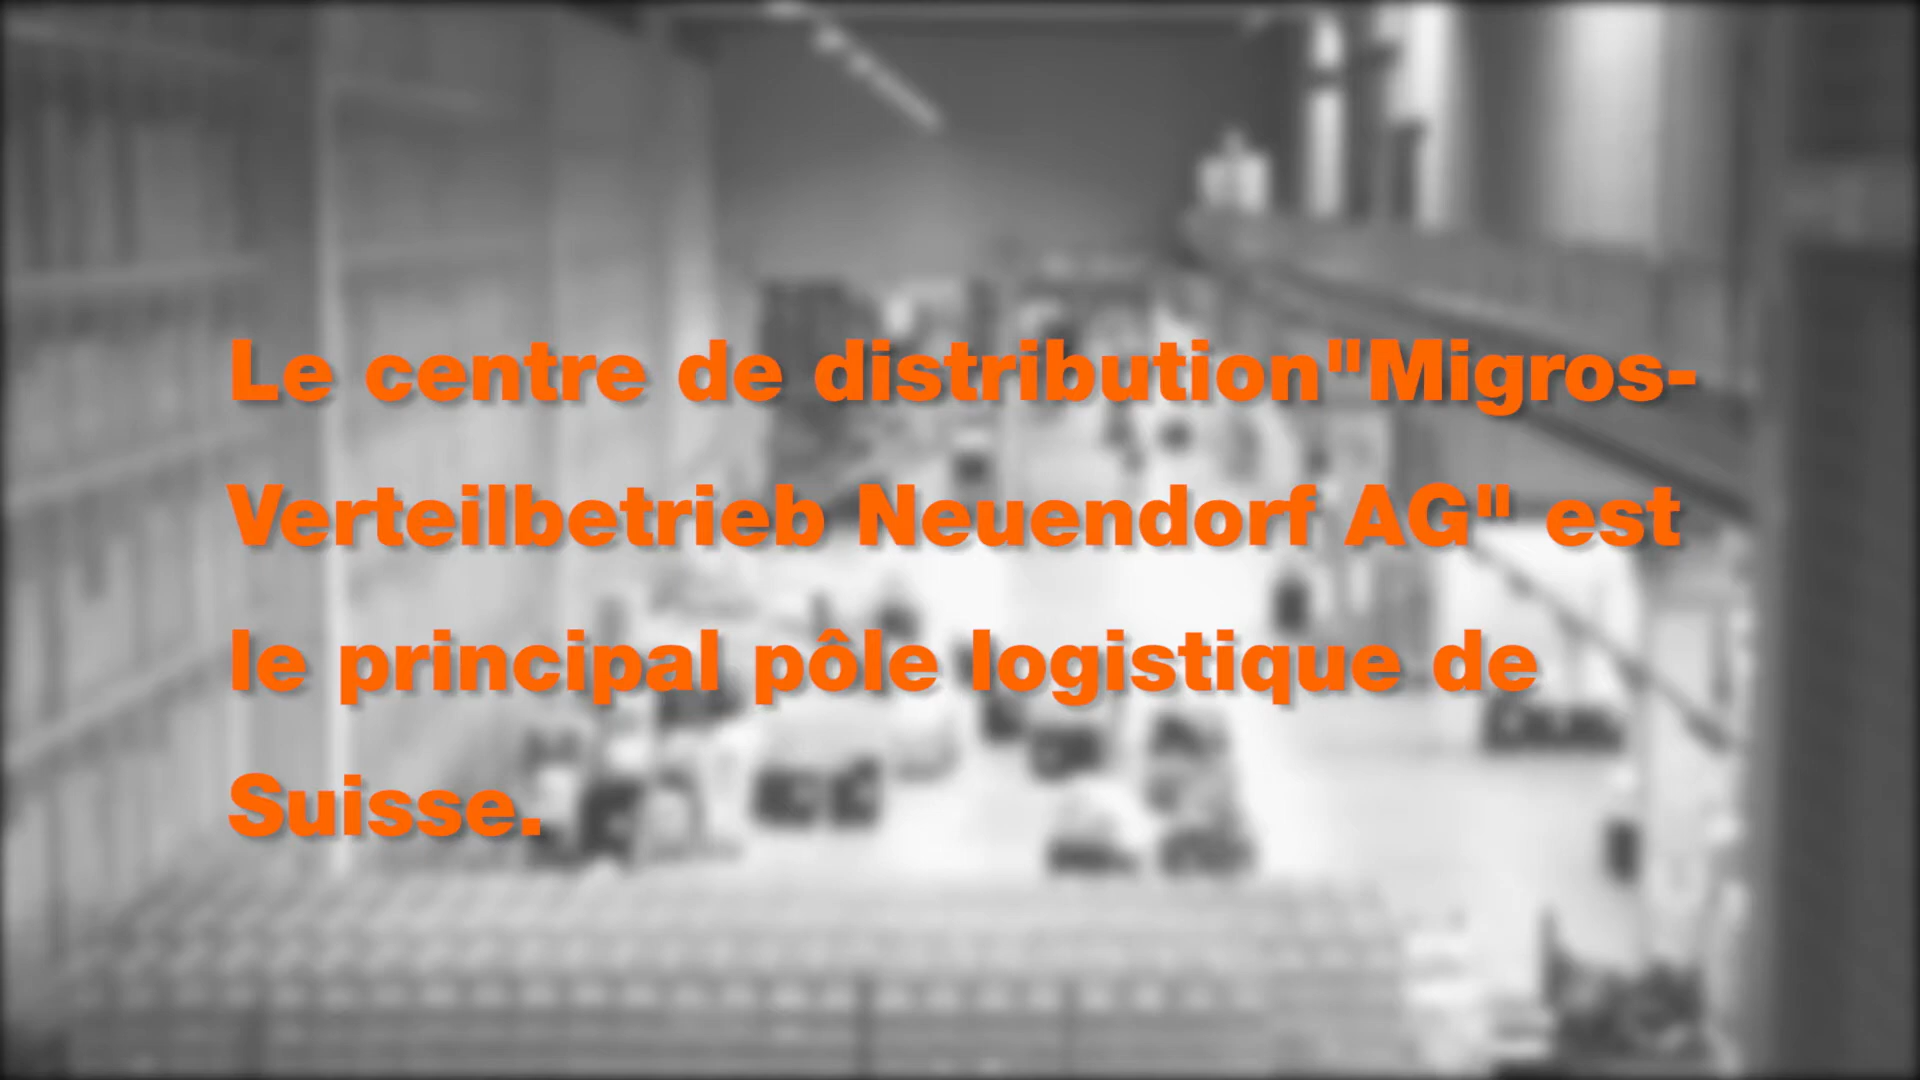 Le centre de distribution"Migros-
Verteilbetrieb Neuendorf AG" est
le principal pôle logistique de
Suisse.